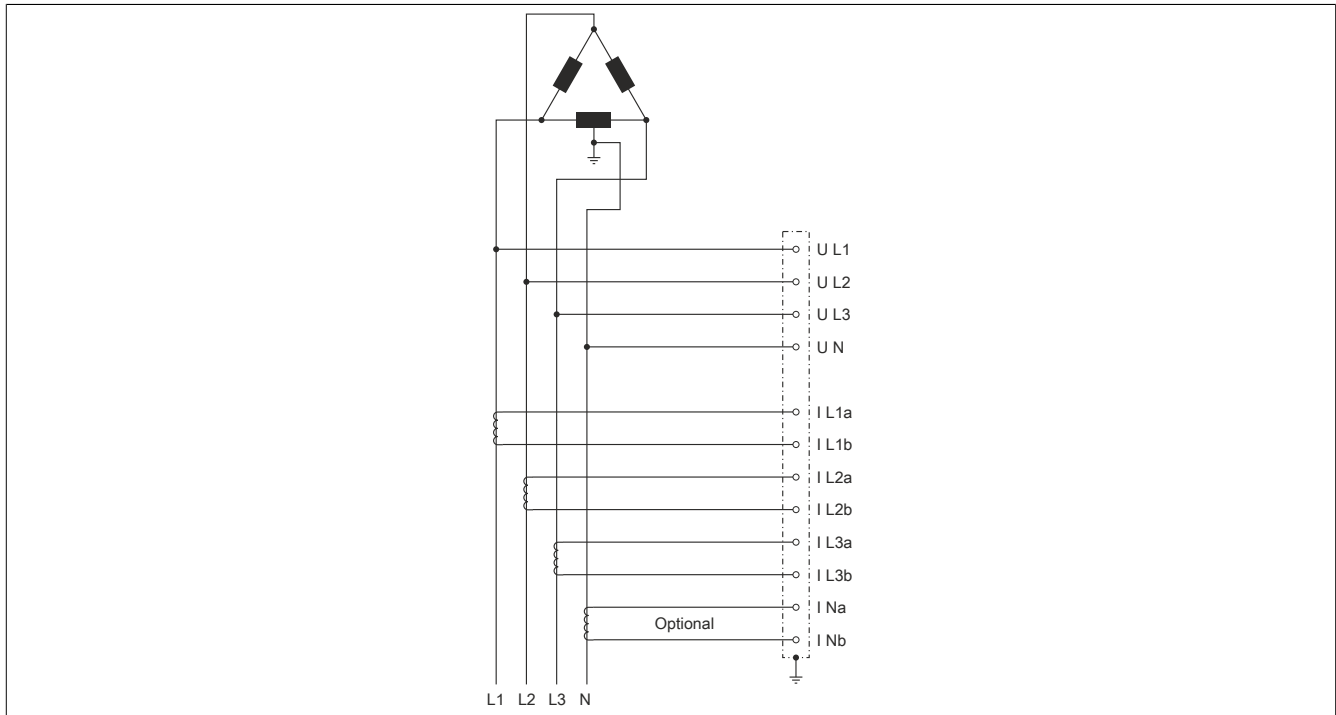 U L1
U L2
U L3
U N
I L1a
I L1b
I L2a
I L2b
I L3a
I L3b
I Na
Optional
I Nb
L1 L2 L3 N